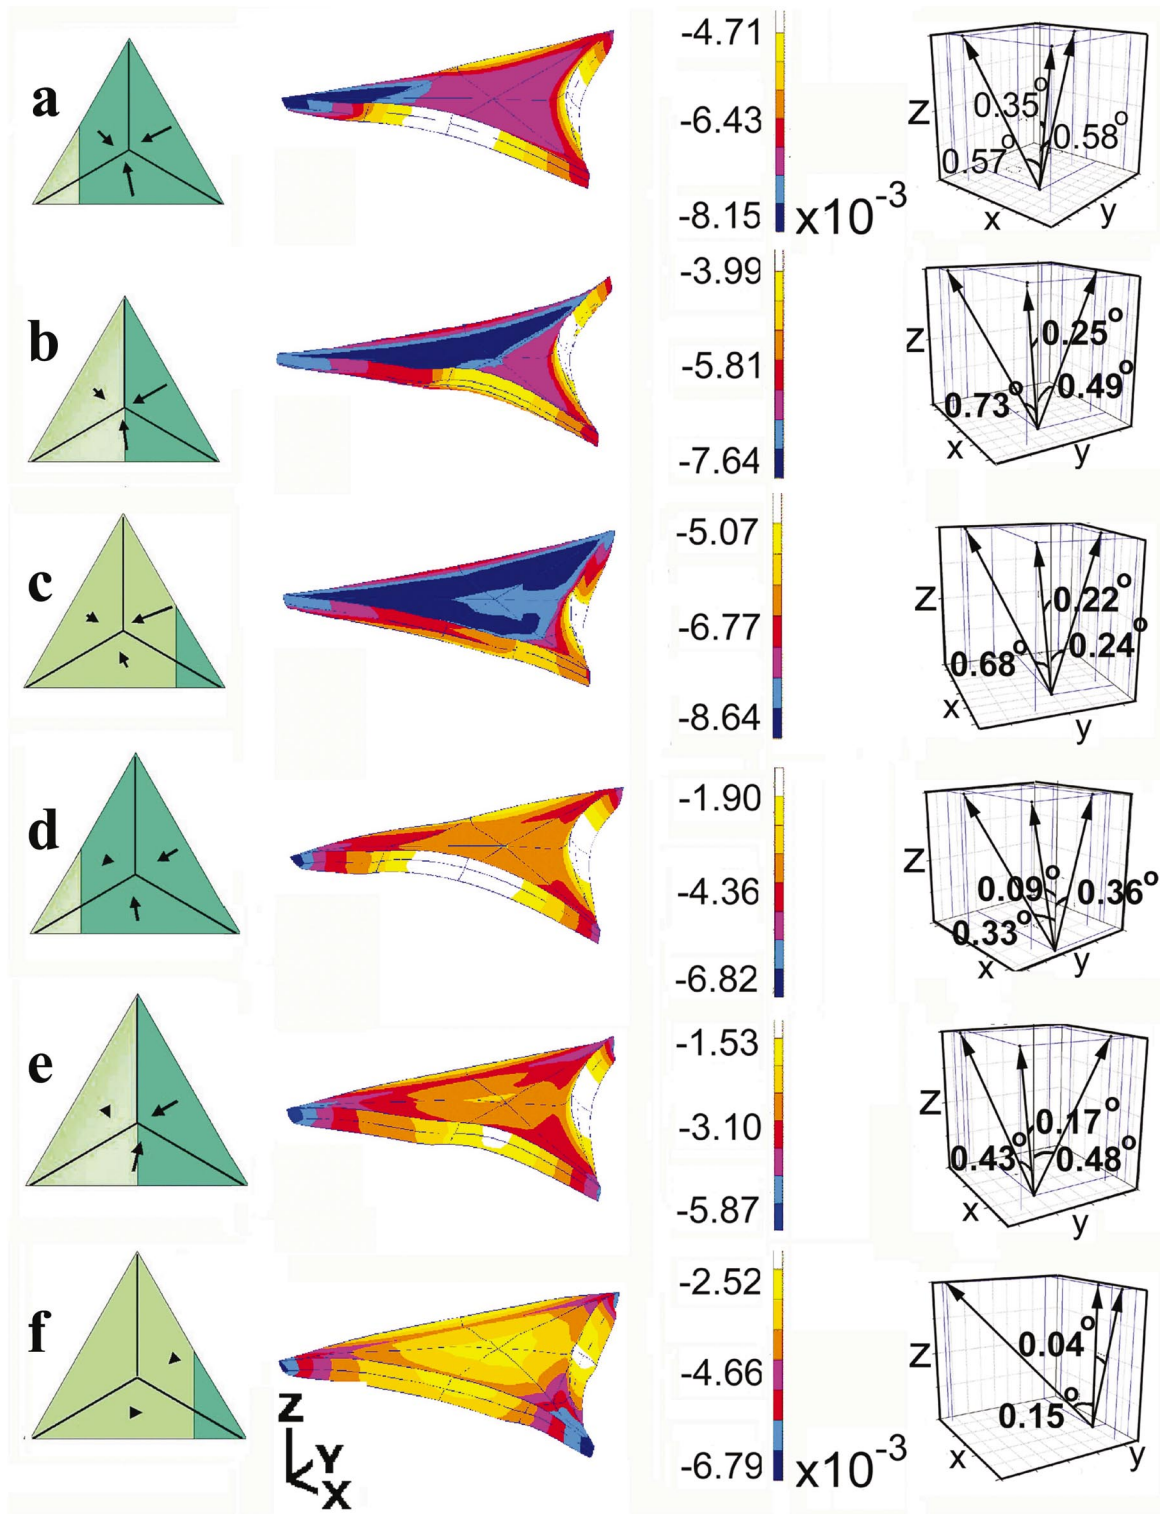 a
-4.71
-6.43
-8.15
x10-3
z
0.35°
0.58°
0.57°
x
y
b
-3.99
-5.81
-7.64
z
0.25°
0.49°
0.73°
x
y
c
-5.07
-6.77
-8.64
z
0.22°
0.24°
0.68°
x
y
d
-1.90
-4.36
-6.82
z
0.09°
0.36°
0.33°
x
y
e
-1.53
-3.10
-5.87
z
0.17°
0.43°
0.48°
x
y
f
-2.52
-4.66
-6.79
x10-3
z
0.04°
0.15°
x
y
Z
Y
X